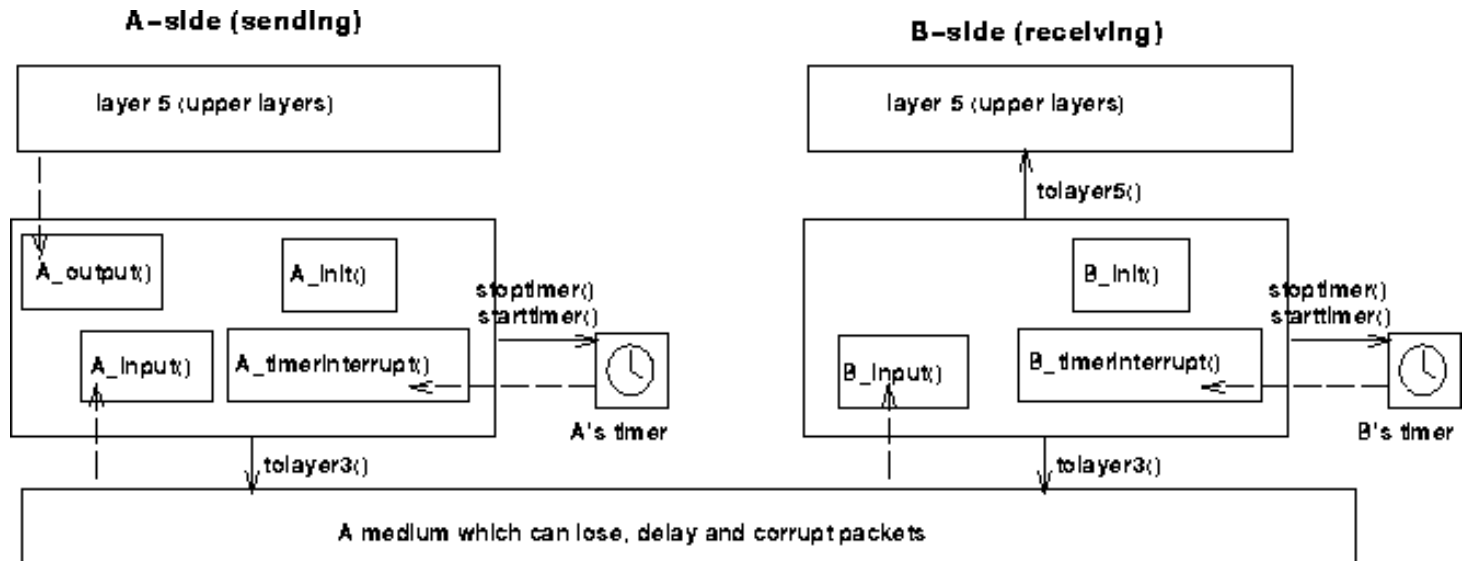 A-side (sending)
B-side (receiving)
layer 5 (upper layers)
layer 5 (upper layers)
tolayer5()
A_output()
A_init()
B_init()
stoptimer()
starttimer()
stoptimer()
starttimer()
A_input()
A_timerinterrupt()
B_input()
B_timerinterrupt()
A's timer
B's timer
tolayer3()
tolayer3()
A medium which can lose, delay and corrupt packets